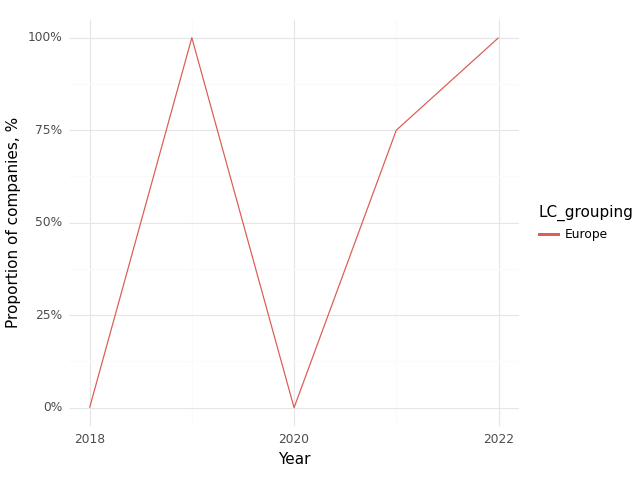 100%
75%
50%
25%
0%
Proportion of companies, %
2018
2020
2022
Year
LC_grouping
Europe